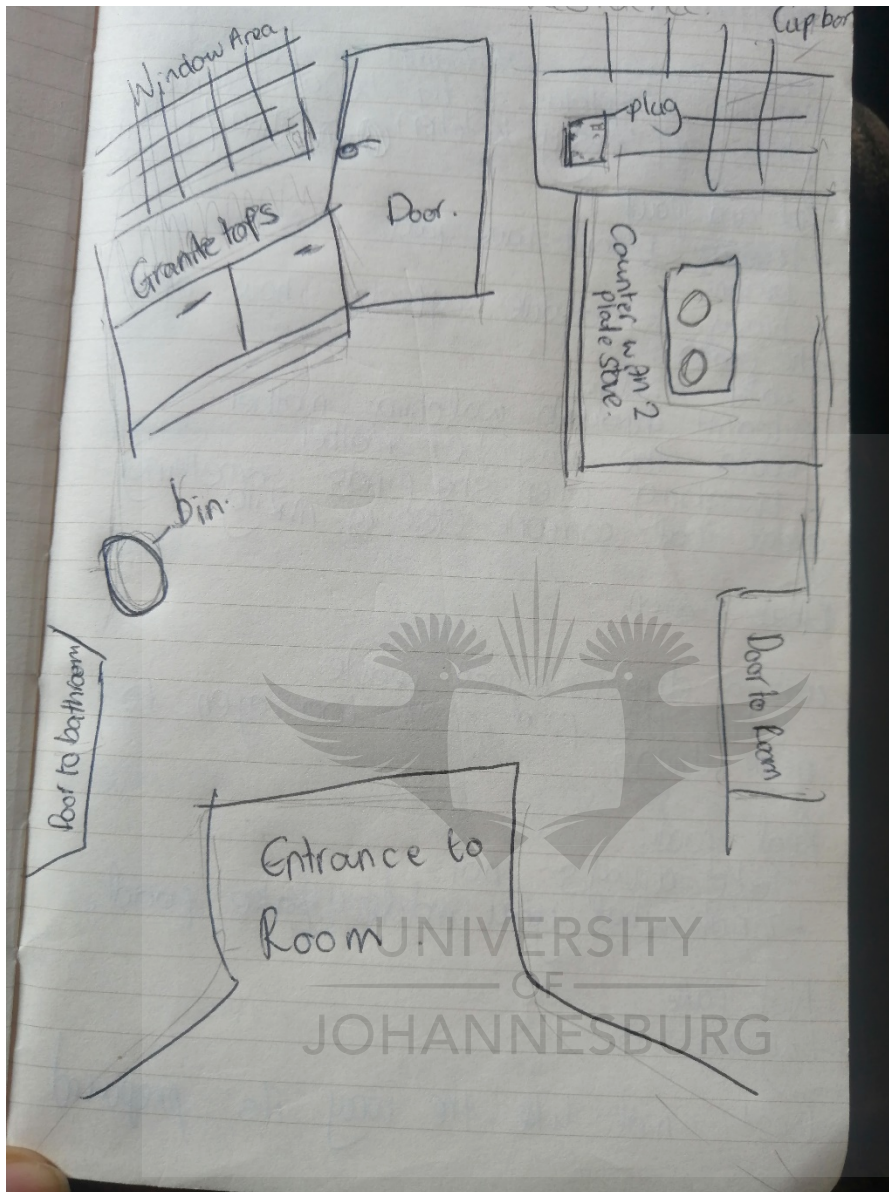 Cupboar
Window Area
plug
Door.
Granite tops
Counter with 2
plate stove.
bin.
Door to bathroom
Door to Room
Entrance to
Room.
UNIVERSITY
OF
JOHANNESBURG